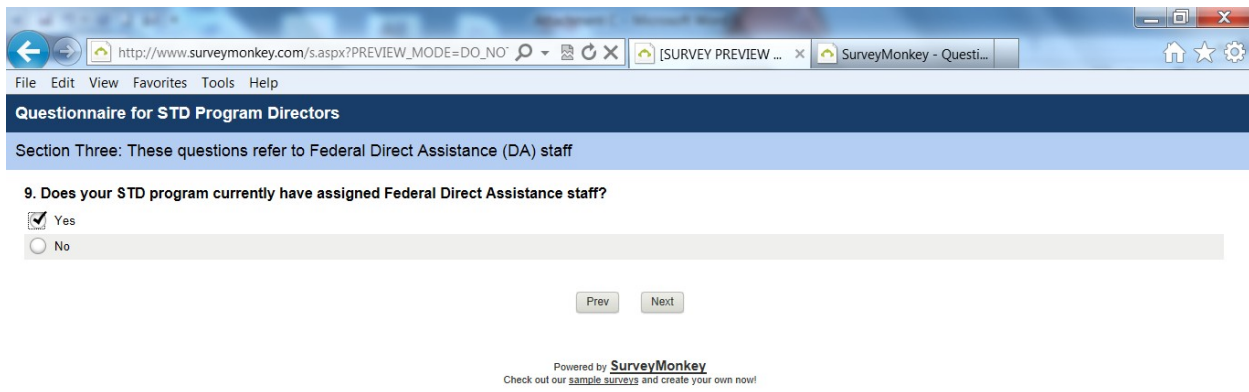 http://www.surveymonkey.com/s.aspx?PREVIEW_MODE=DO_NO
[SURVEY PREVIEW ...
SurveyMonkey - Questi...
File Edit View Favorites Tools Help
Questionnaire for STD Program Directors
Section Three: These questions refer to Federal Direct Assistance (DA) staff
9. Does your STD program currently have assigned Federal Direct Assistance staff?
Yes
No
Prev Next
Powered by SurveyMonkey
Check out our sample surveys and create your own now!